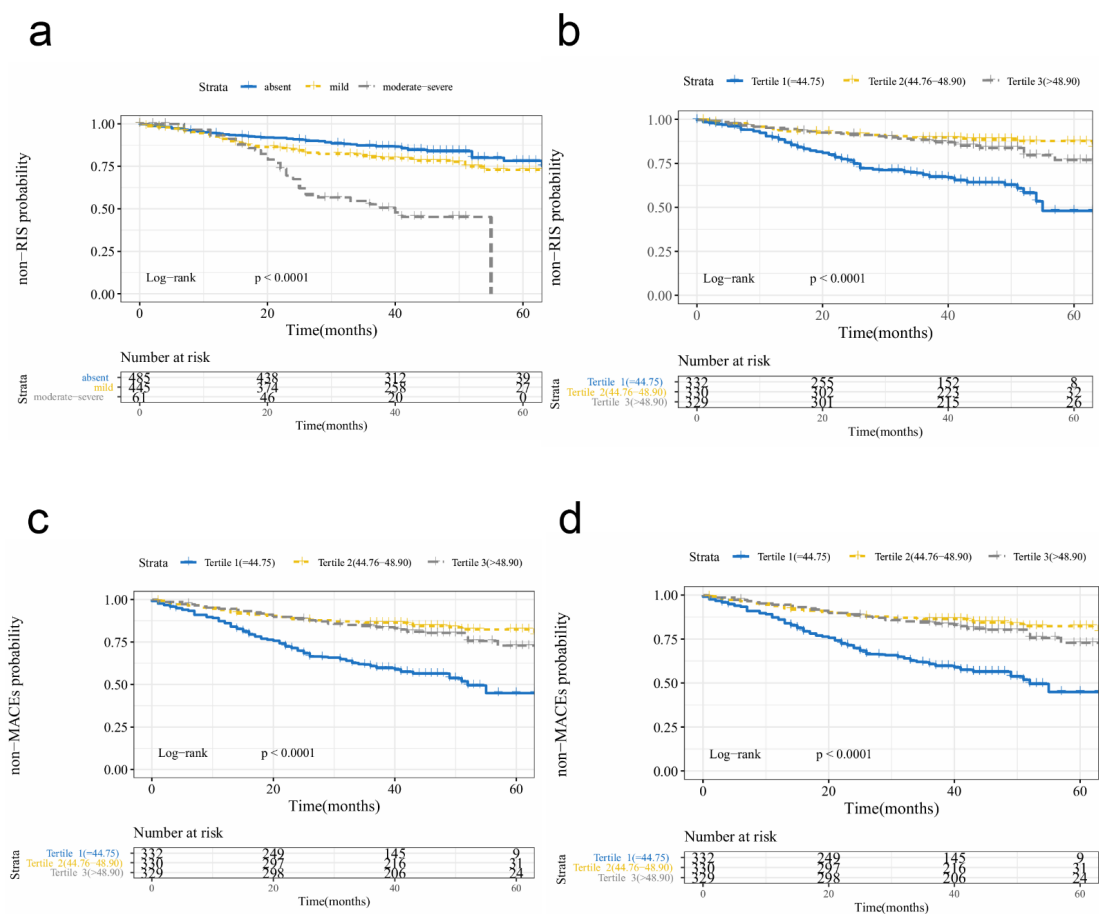 a
Strata absent mild moderate−severe
non−RIS probability
1.00
0.75
0.50
0.25
0.00
Log−rank p < 0.0001
0 20 40 60
Time(months)
Number at risk
Strata
absent 485 438 312 39
mild 445 374 258 27
moderate−severe 61 46 20 0
0 20 40 60
Time(months)
b
Strata Tertile 1(=44.75) Tertile 2(44.76−48.90) Tertile 3(>48.90)
non−RIS probability
1.00
0.75
0.50
0.25
0.00
Log−rank p < 0.0001
0 20 40 60
Time(months)
Number at risk
Strata
Tertile 1(=44.75) 332 255 152 8
Tertile 2(44.76−48.90) 330 302 223 32
Tertile 3(>48.90) 329 301 215 26
0 20 40 60
Time(months)
c
Strata Tertile 1(=44.75) Tertile 2(44.76−48.90) Tertile 3(>48.90)
non−MACEs probability
1.00
0.75
0.50
0.25
0.00
Log−rank p < 0.0001
0 20 40 60
Time(months)
Number at risk
Strata
Tertile 1(=44.75) 332 249 145 9
Tertile 2(44.76−48.90) 330 297 216 31
Tertile 3(>48.90) 329 298 206 24
0 20 40 60
Time(months)
d
Strata Tertile 1(=44.75) Tertile 2(44.76−48.90) Tertile 3(>48.90)
non−MACEs probability
1.00
0.75
0.50
0.25
0.00
Log−rank p < 0.0001
0 20 40 60
Time(months)
Number at risk
Strata
Tertile 1(=44.75) 332 249 145 9
Tertile 2(44.76−48.90) 330 297 216 31
Tertile 3(>48.90) 329 298 206 24
0 20 40 60
Time(months)